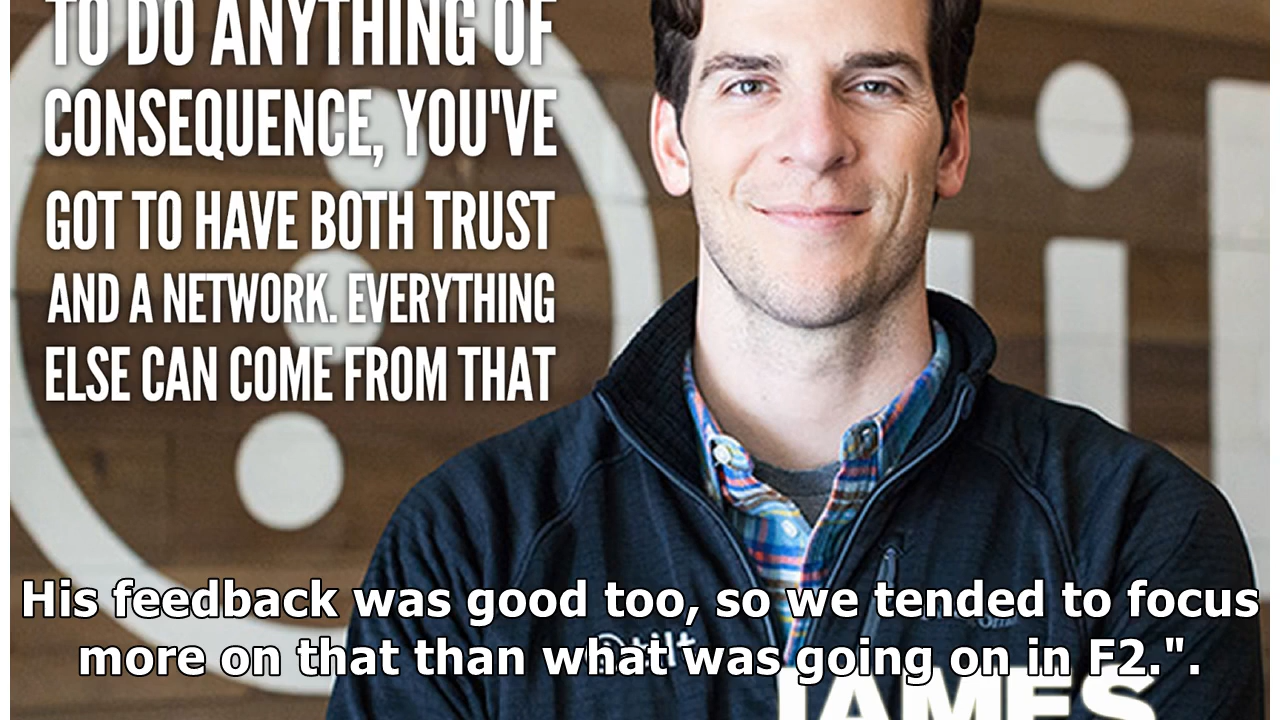 TO DO ANYTHING OF
CONSEQUENCE, YOU'VE
GOT TO HAVE BOTH TRUST
AND A NETWORK. EVERYTHING
ELSE CAN COME FROM THAT
His feedback was good too, so we tended to focus
more on that than what was going on in F2.".
tilt
JAMES